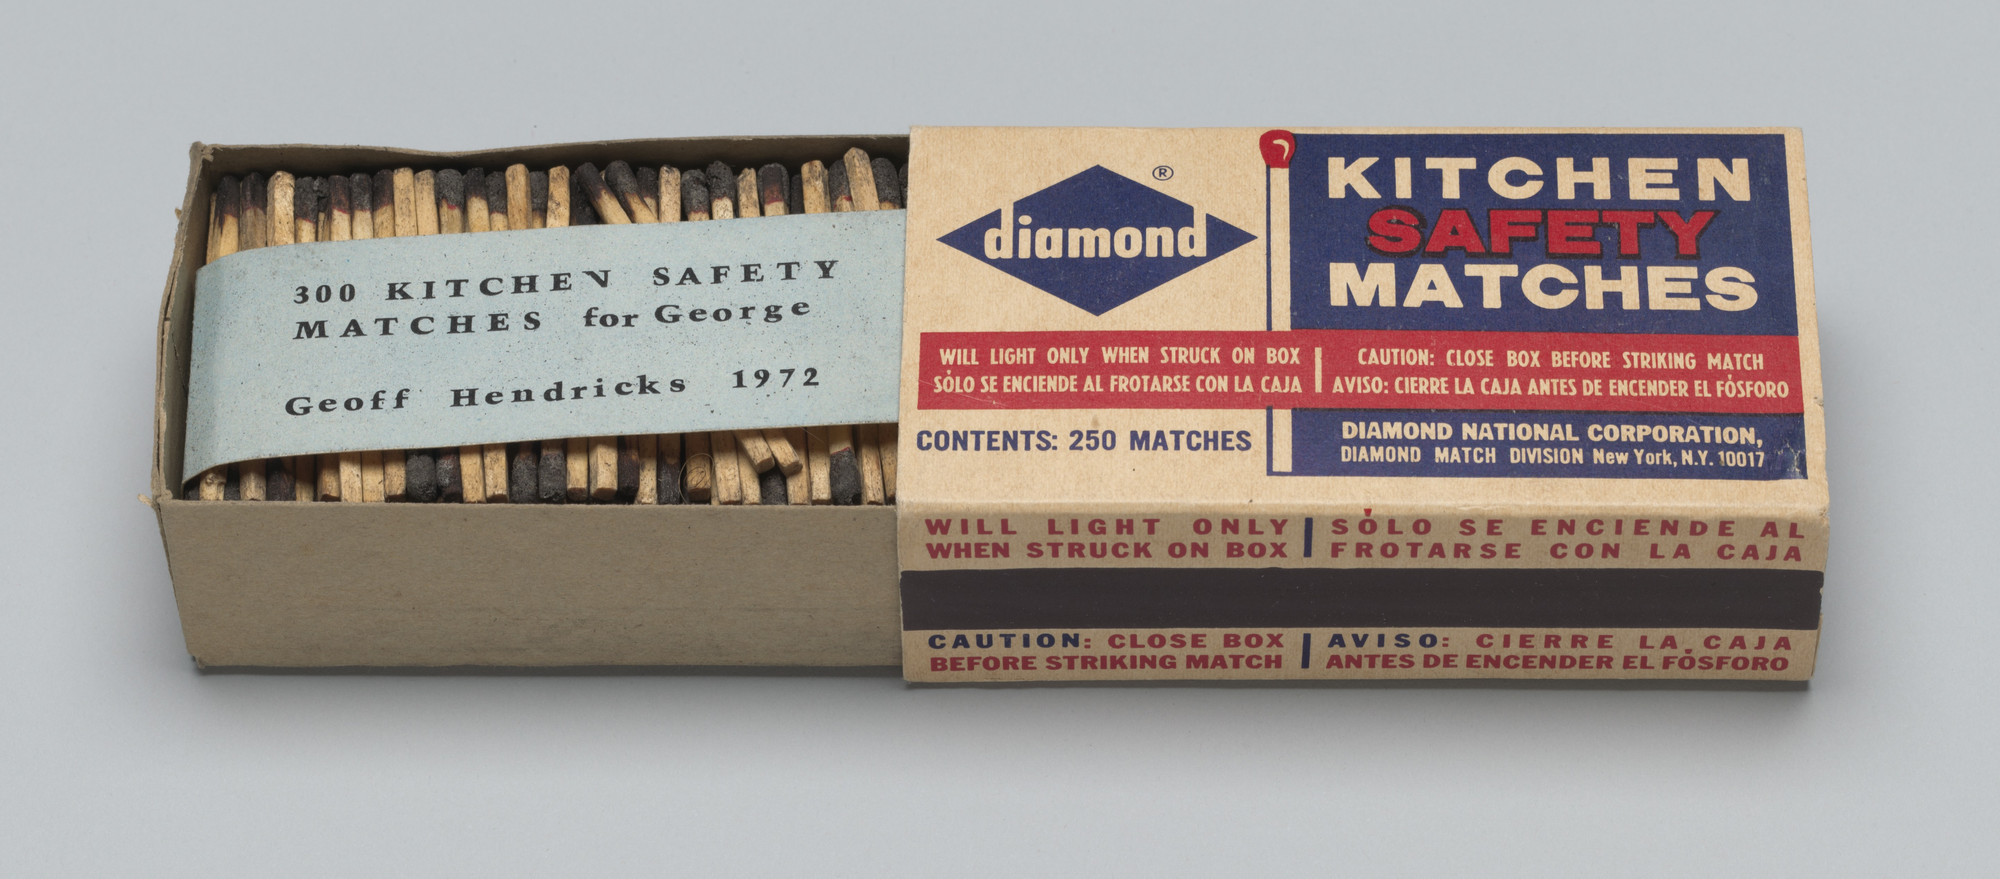 300 KITCHEN SAFETY
MATCHES for George
Geoff Hendricks 1972
diamond ®
KITCHEN
SAFETY
MATCHES
WILL LIGHT ONLY WHEN STRUCK ON BOX
SÓLO SE ENCIENDE AL FROTARSE CON LA CAJA
CAUTION: CLOSE BOX BEFORE STRIKING MATCH
AVISO: CIERRE LA CAJA ANTES DE ENCENDER EL FÓSFORO
CONTENTS: 250 MATCHES
DIAMOND NATIONAL CORPORATION,
DIAMOND MATCH DIVISION New York, N.Y. 10017
WILL LIGHT ONLY
WHEN STRUCK ON BOX
SÓLO SE ENCIENDE AL
FROTARSE CON LA CAJA
CAUTION: CLOSE BOX
BEFORE STRIKING MATCH
AVISO: CIERRE LA CAJA
ANTES DE ENCENDER EL FÓSFORO